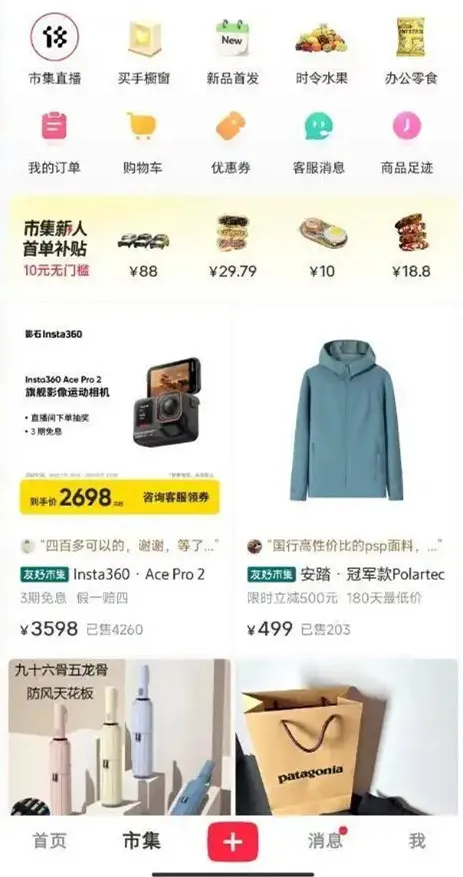 市集直播
买手橱窗
New
新品首发
时令水果
办公零食
我的订单
购物车
优惠券
客服消息
商品足迹
市集新人
首单补贴
10元无门槛
¥88
¥29.79
¥10
¥18.8
影石Insta360
Insta360 Ace Pro 2
旗舰影像运动相机
• 直播间下单抽奖
• 3 期免息
到手价 2698 咨询客服领券
“四百多可以的，谢谢，等了...”
友好市集 Insta360 · Ace Pro 2
3期免息 假一赔四
¥3598 已售4260
“国行高性价比的psp面料，...”
友好市集 安踏 · 冠军款Polartec
限时立减500元 180天最低价
¥499 已售203
九十六骨五龙骨
防风天花板
patagonia
首页
市集
消息
我